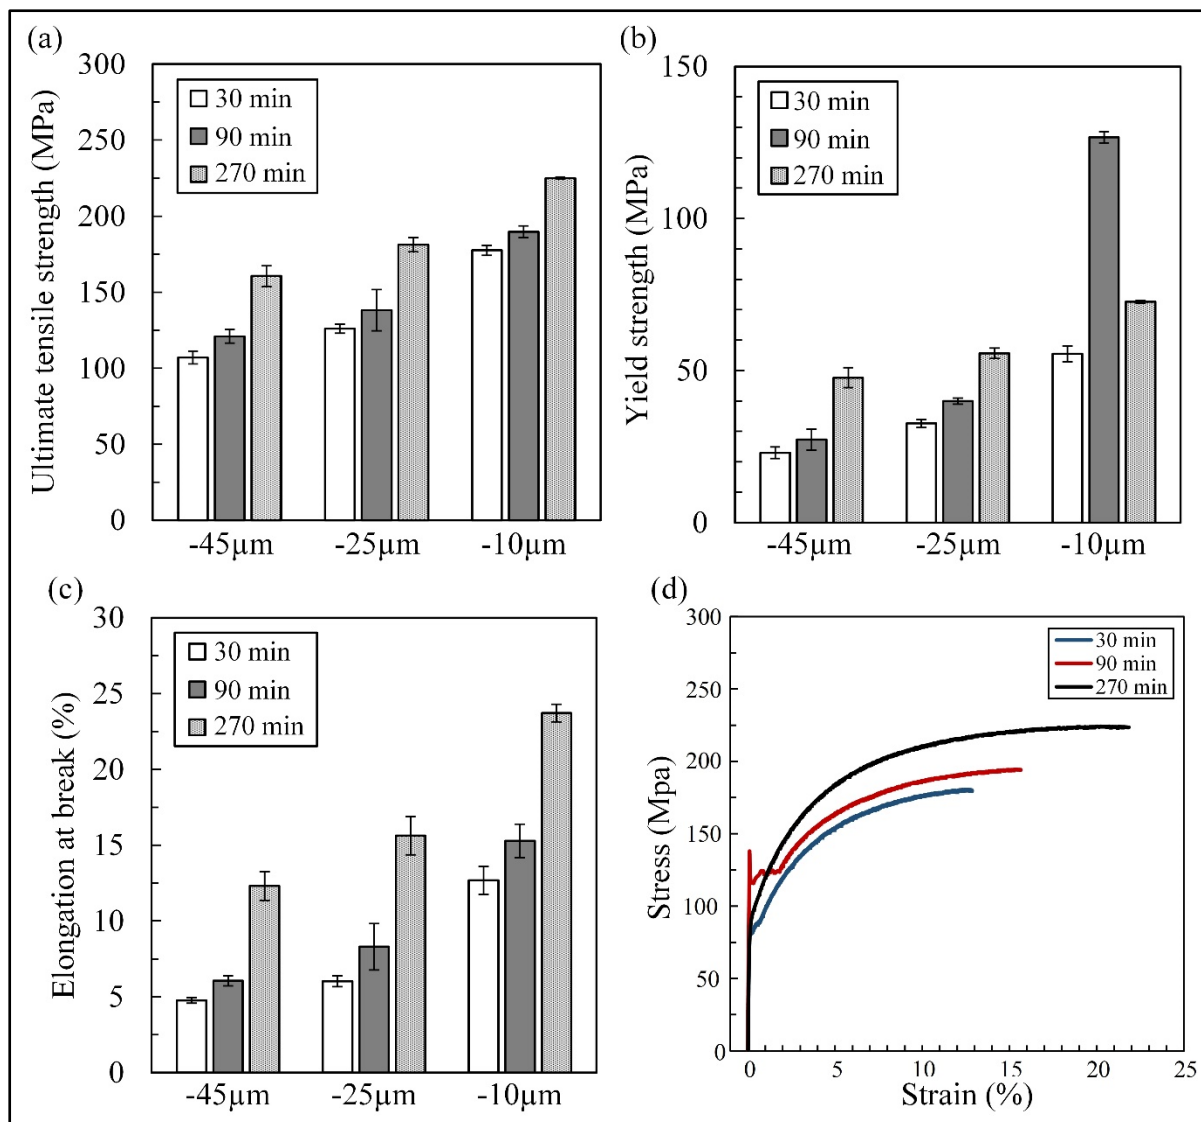 (a)
300
250
200
150
100
50
0
Ultimate tensile strength (MPa)
30 min
90 min
270 min
-45µm
-25µm
-10µm
(b)
150
100
50
0
Yield strength (MPa)
30 min
90 min
270 min
-45µm
-25µm
-10µm
(c)
30
25
20
15
10
5
0
Elongation at break (%)
30 min
90 min
270 min
-45µm
-25µm
-10µm
(d)
300
250
200
150
100
50
0
Stress (Mpa)
30 min
90 min
270 min
0 5 10 15 20 25
Strain (%)